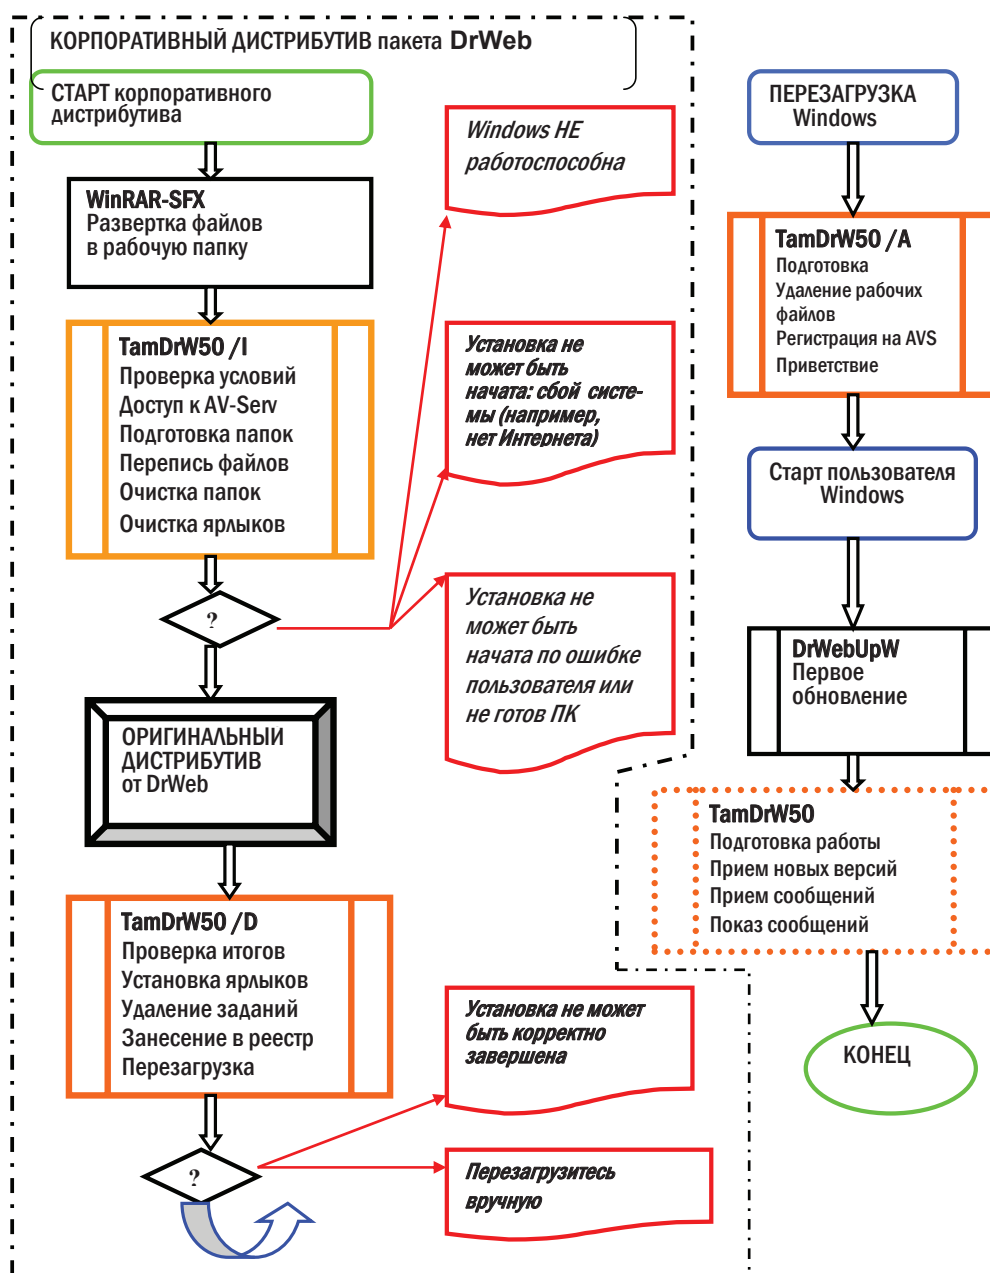 КОРПОРАТИВНЫЙ ДИСТРИБУТИВ пакета DrWeb
СТАРТ корпоративного
дистрибутива
WinRAR-SFX
Развертка файлов
в рабочую папку
TamDrW50 /I
Проверка условий
Доступ к AV-Serv
Подготовка папок
Перепись файлов
Очистка папок
Очистка ярлыков
?
ОРИГИНАЛЬНЫЙ
ДИСТРИБУТИВ
от DrWeb
TamDrW50 /D
Проверка итогов
Установка ярлыков
Удаление заданий
Занесение в реестр
Перезагрузка
?
Windows НЕ
работоспособна
Установка не
может быть
начата: сбой систе-
мы (например,
нет Интернета)
Установка не
может быть
начата по ошибке
пользователя или
не готов ПК
Установка не может
быть корректно
завершена
Перезагрузитесь
вручную
ПЕРЕЗАГРУЗКА
Windows
TamDrW50 /A
Подготовка
Удаление рабочих
файлов
Регистрация на AVS
Приветствие
Старт пользователя
Windows
DrWebUpW
Первое
обновление
TamDrW50
Подготовка работы
Прием новых версий
Прием сообщений
Показ сообщений
КОНЕЦ